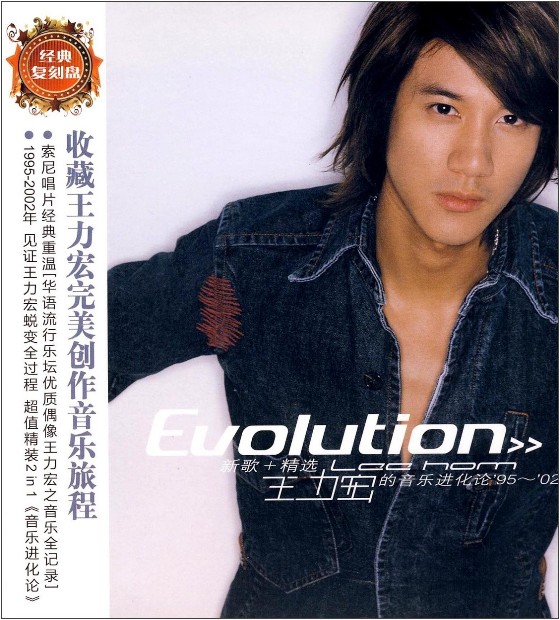 经典
复刻盘
收藏王力宏完美创作音乐旅程
● 索尼唱片经典重温[华语流行乐坛优质偶像王力宏之音乐全记录]
● 1995-2002年 见证王力宏蜕变全过程 超值精装2 in 1《音乐进化论》
Evolution>>
新歌+精选 Lee hom
王力宏的音乐进化论'95～'02